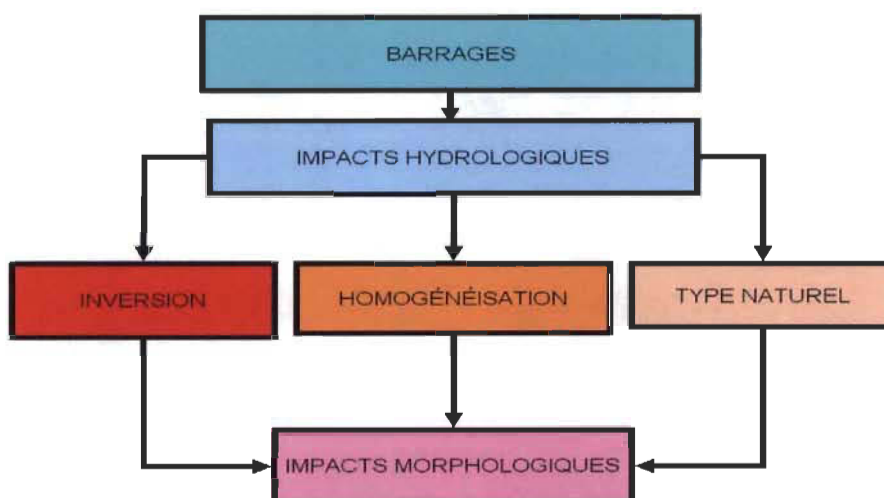 BARRAGES
IMPACTS HYDROLOGIQUES
INVERSION
HOMOGÉNÉISATION
TYPE NATUREL
IMPACTS MORPHOLOGIQUES